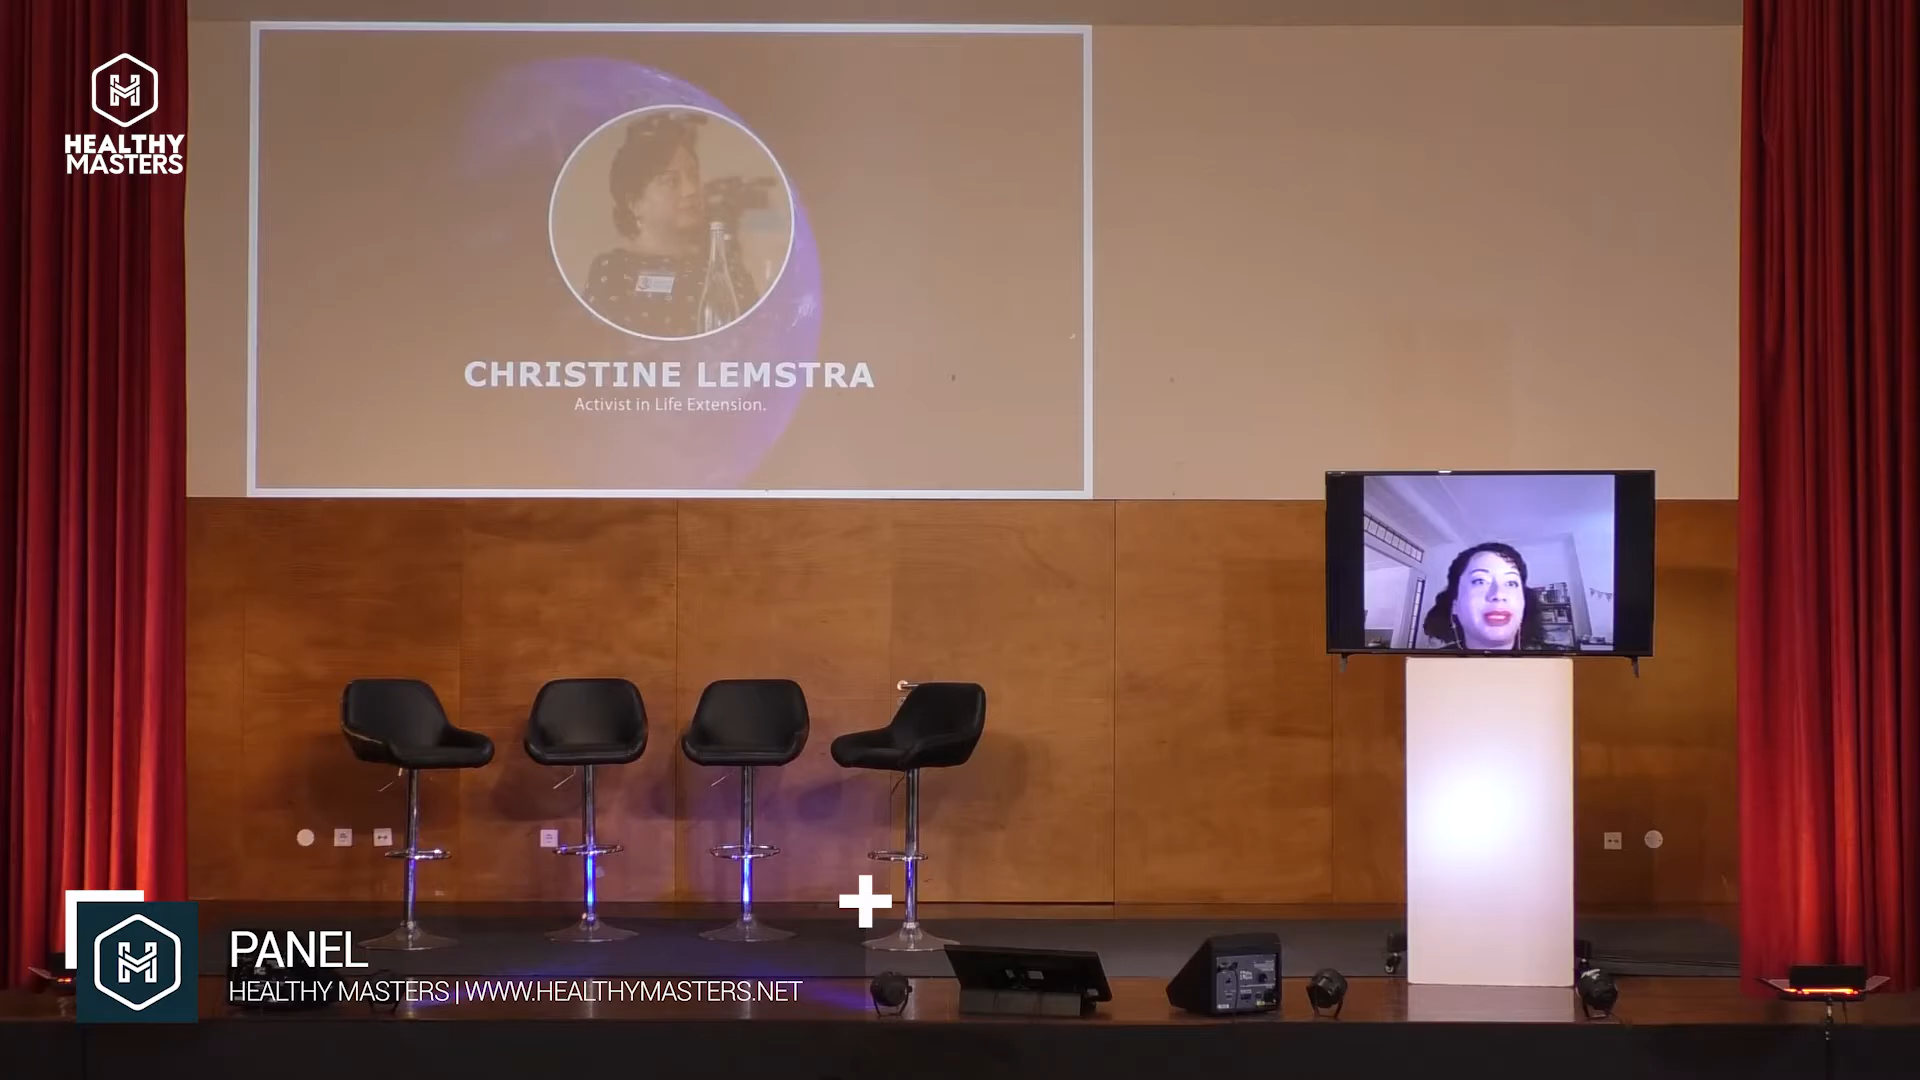 HEALTHY
MASTERS
CHRISTINE LEMSTRA
Activist in Life Extension.
PANEL
HEALTHY MASTERS | WWW.HEALTHYMASTERS.NET